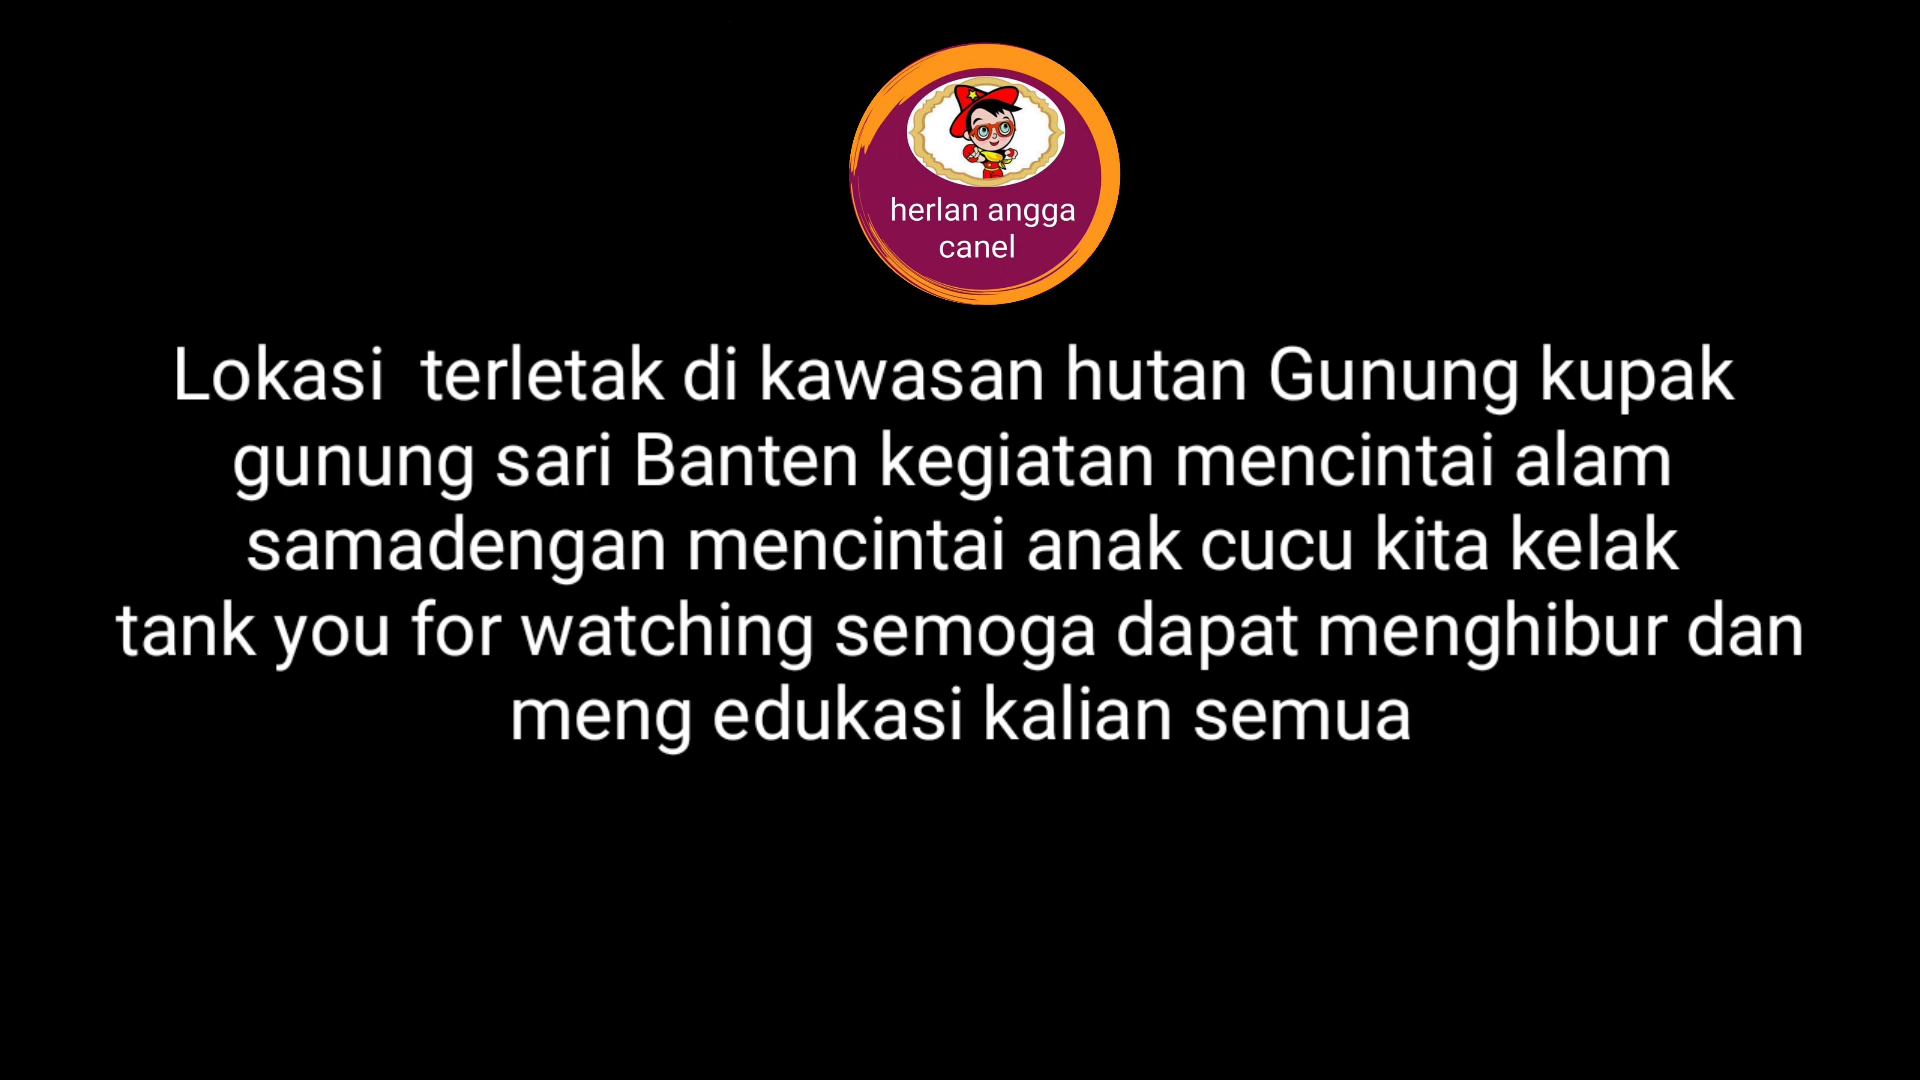 herlan angga
canel
Lokasi  terletak di kawasan hutan Gunung kupak
gunung sari Banten kegiatan mencintai alam
samadengan mencintai anak cucu kita kelak
tank you for watching semoga dapat menghibur dan
meng edukasi kalian semua